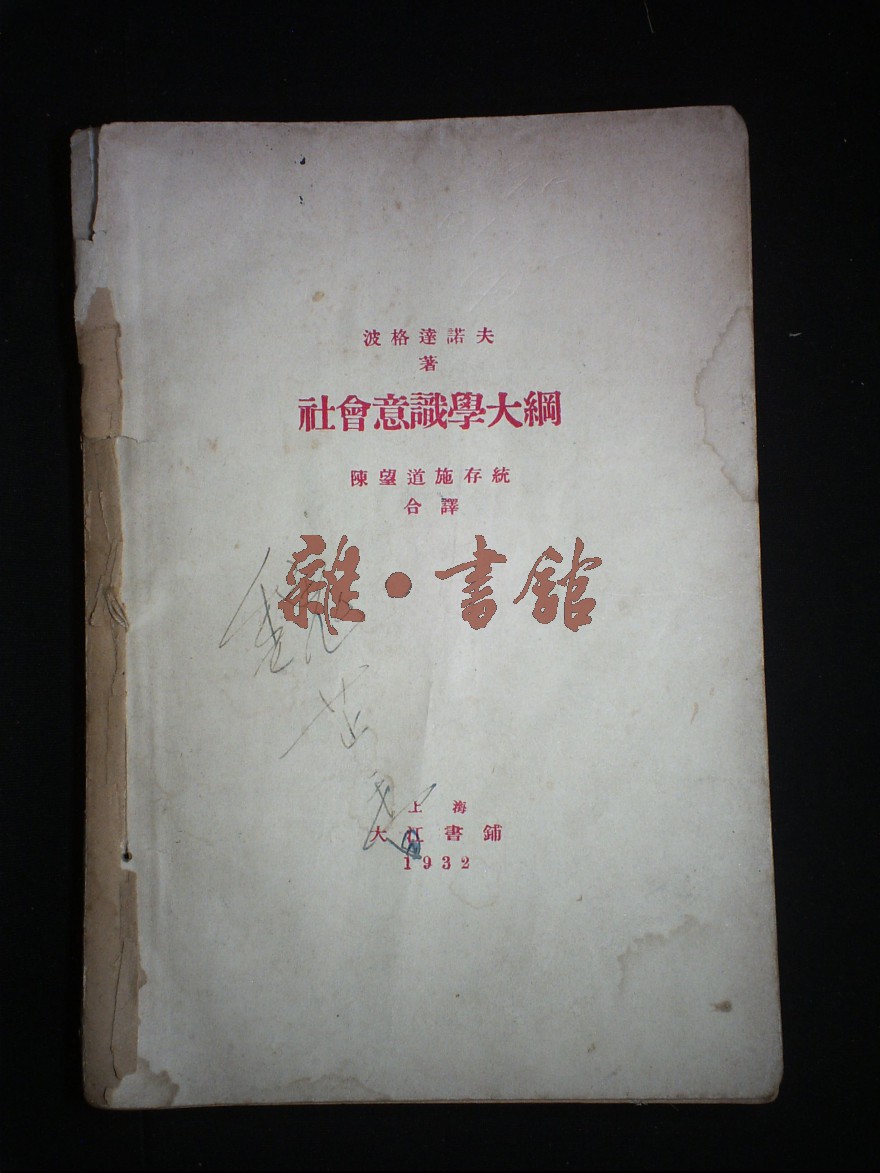 波格達諾夫
著
社會意識學大綱
陳望道施存統
合譯
雜·書館
上海
大江書鋪
1932